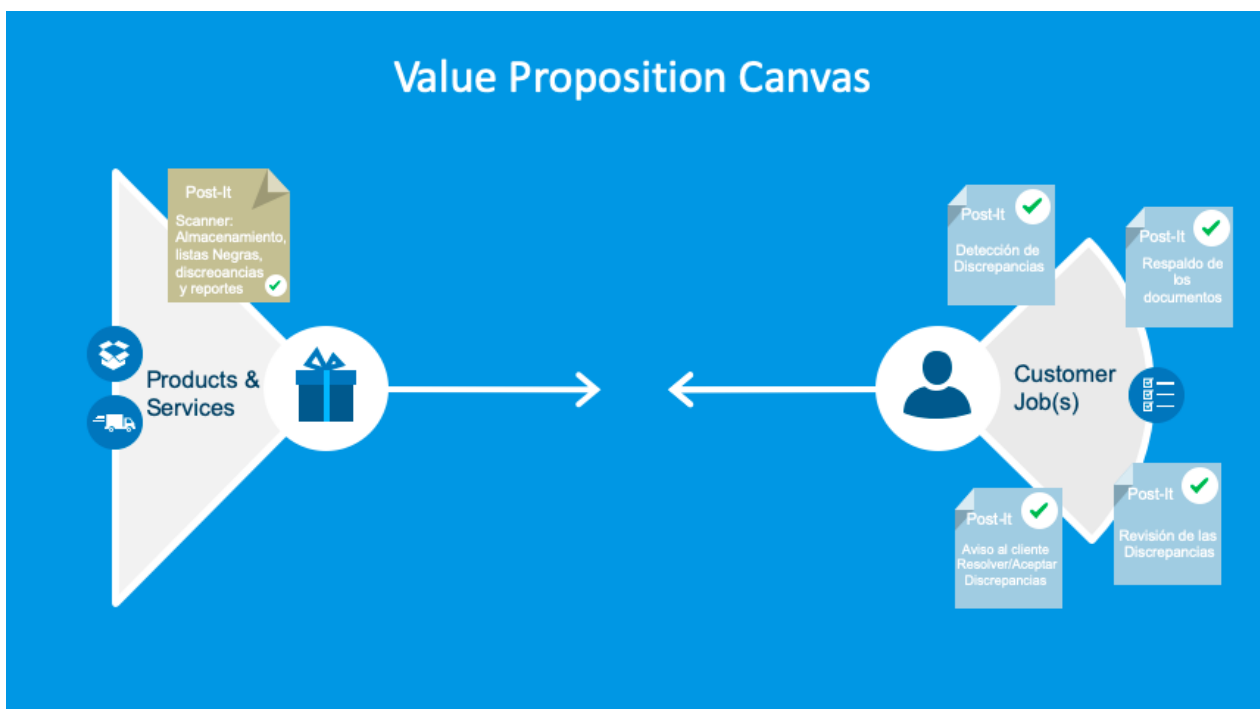 Value Proposition Canvas
Post-It
Scanner:
Almacenamiento,
listas Negras,
discreoancias
y reportes
Products &
Services
Post-It
Detección de
Discrepancias
Post-It
Respaldo de
los
documentos
Customer
Job(s)
Post-It
Aviso al cliente
Resolver/Aceptar
Discrepancias
Post-It
Revisión de las
Discrepancias